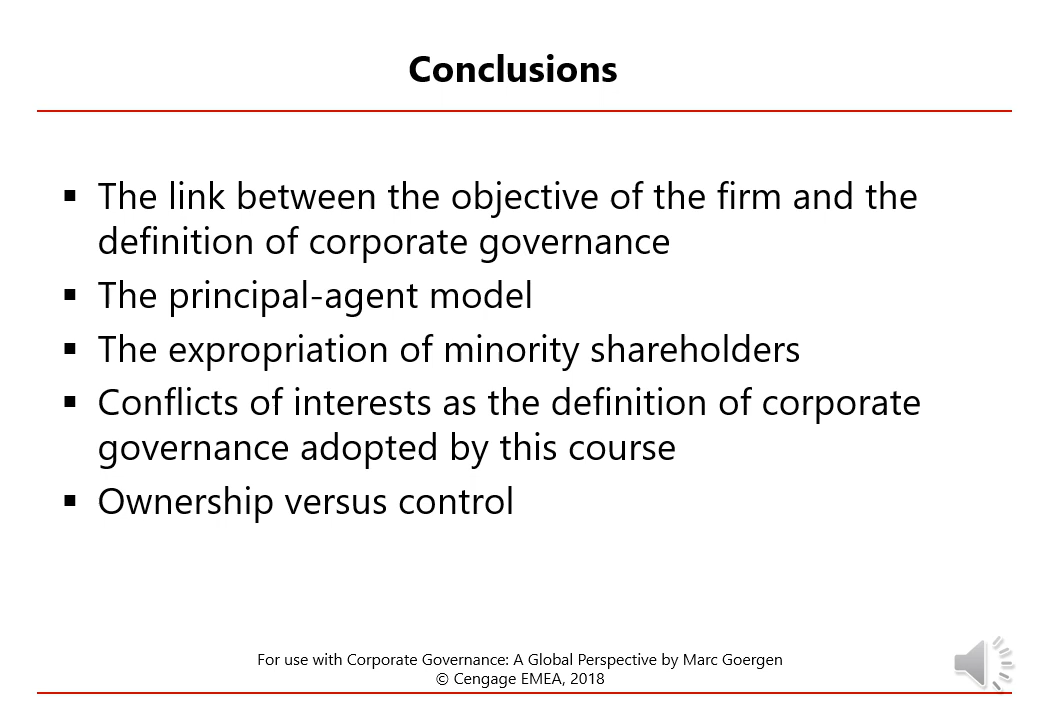 Conclusions
▪ The link between the objective of the firm and the
definition of corporate governance
▪ The principal-agent model
▪ The expropriation of minority shareholders
▪ Conflicts of interests as the definition of corporate
governance adopted by this course
▪ Ownership versus control
For use with Corporate Governance: A Global Perspective by Marc Goergen
© Cengage EMEA, 2018